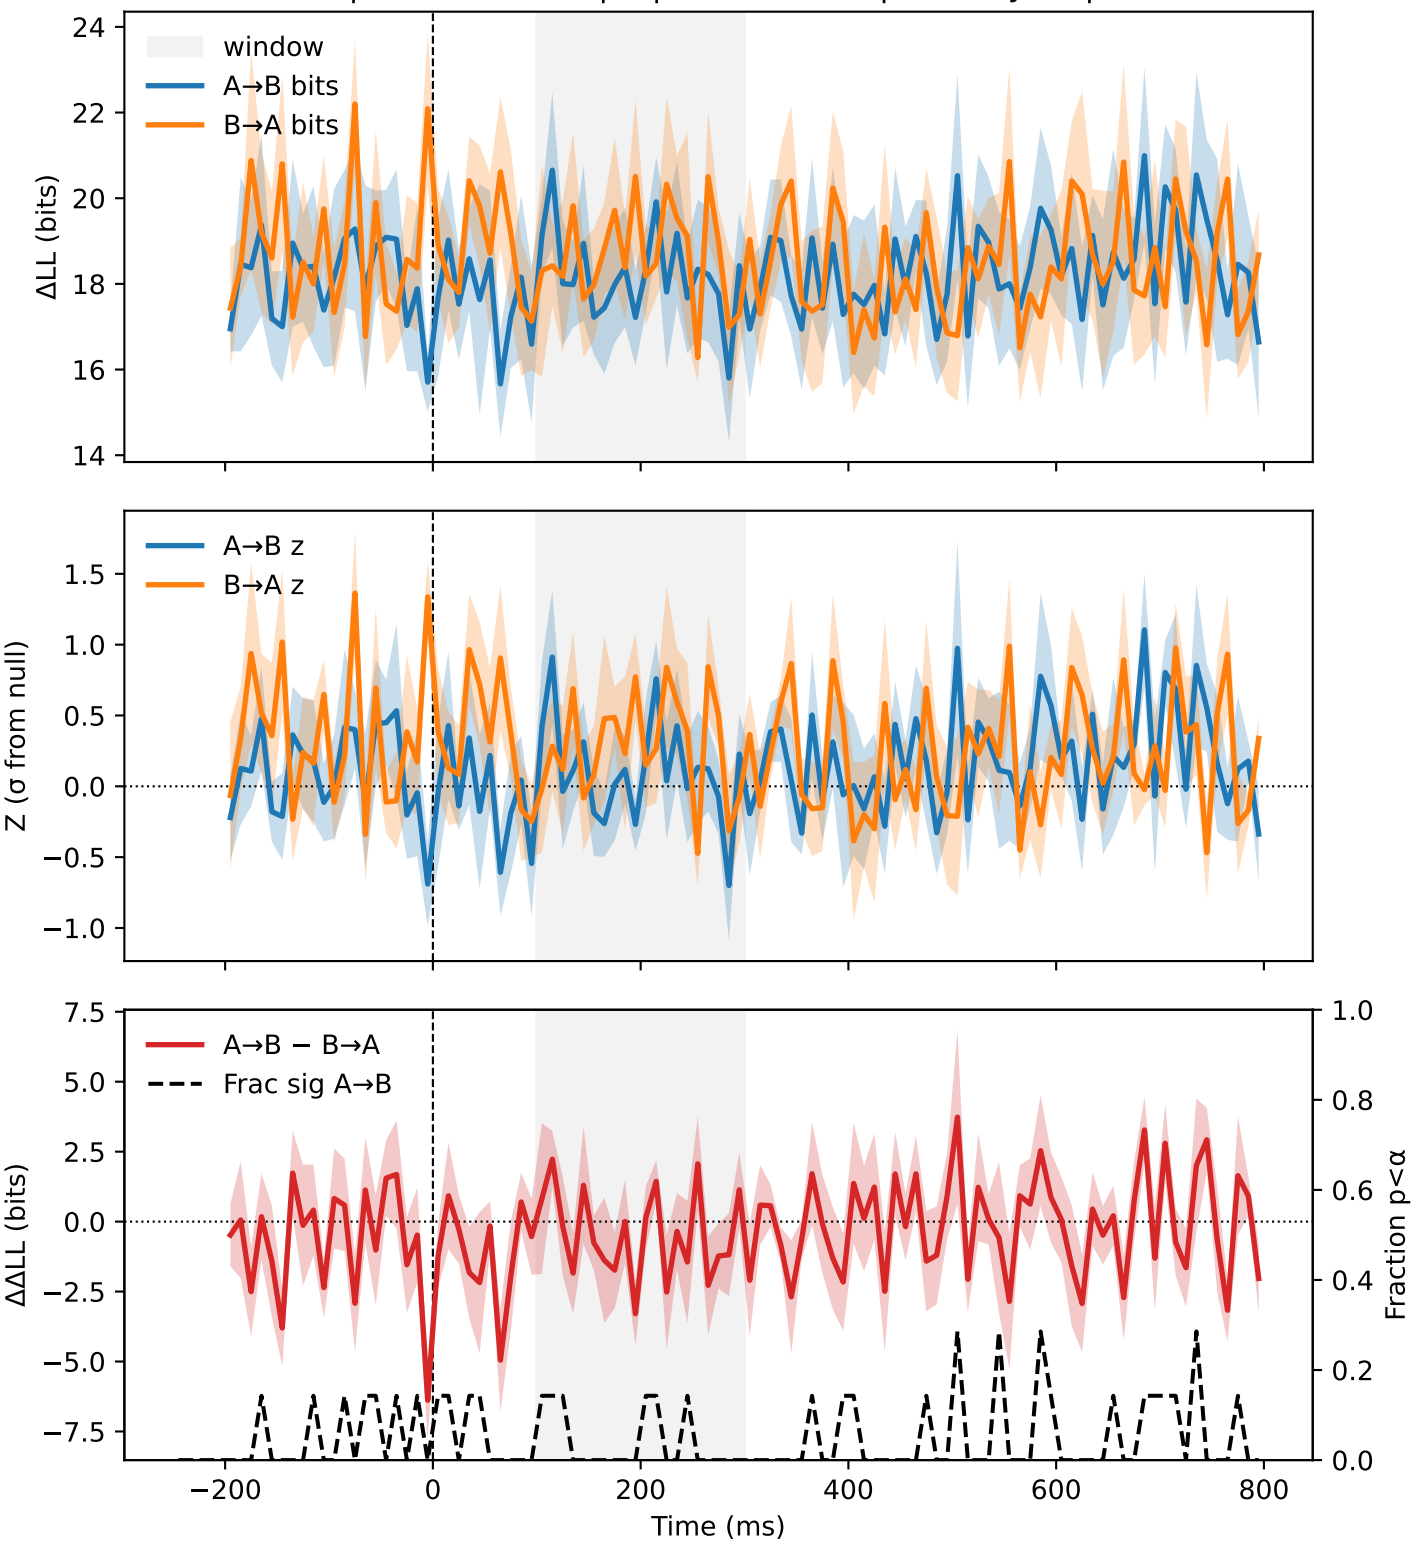 24
22
20
18
16
14
ΔLL (bits)
window
A→B bits
B→A bits
1.5
1.0
0.5
0.0
−0.5
−1.0
Z (σ from null)
A→B z
B→A z
7.5
5.0
2.5
0.0
−2.5
−5.0
−7.5
ΔΔLL (bits)
A→B − B→A
Frac sig A→B
1.0
0.8
0.6
0.4
0.2
0.0
Fraction p<α
−200 0 200 400 600 800
Time (ms)